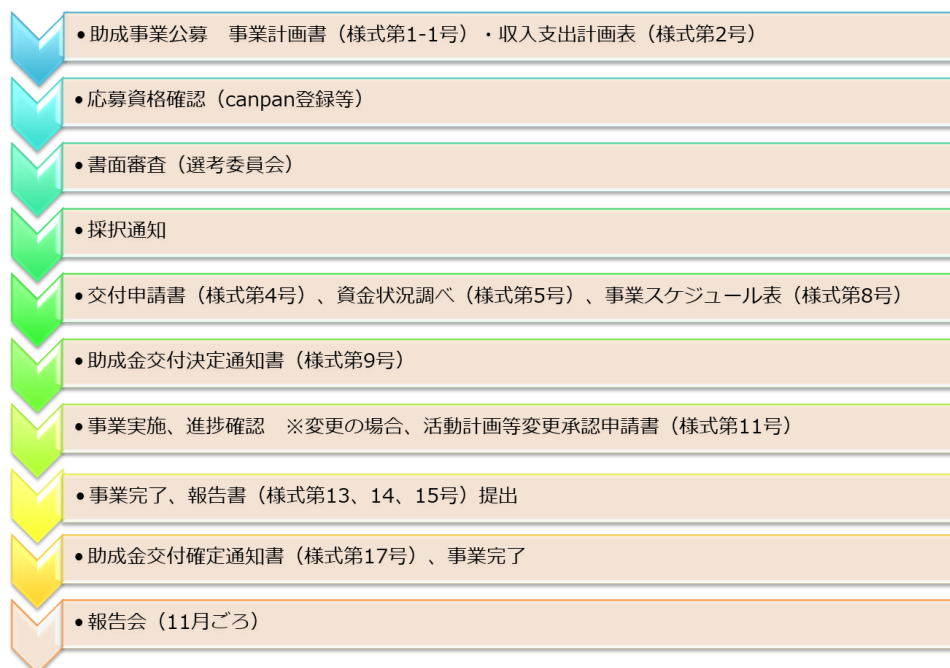 •助成事業公募　事業計画書（様式第1-1号）・収入支出計画表（様式第2号）
•応募資格確認（canpan登録等）
•書面審査（選考委員会）
•採択通知
•交付申請書（様式第4号）、資金状況調べ（様式第5号）、事業スケジュール表（様式第8号）
•助成金交付決定通知書（様式第9号）
•事業実施、進捗確認　※変更の場合、活動計画等変更承認申請書（様式第11号）
•事業完了、報告書（様式第13、14、15号）提出
•助成金交付確定通知書（様式第17号）、事業完了
•報告会（11月ごろ）